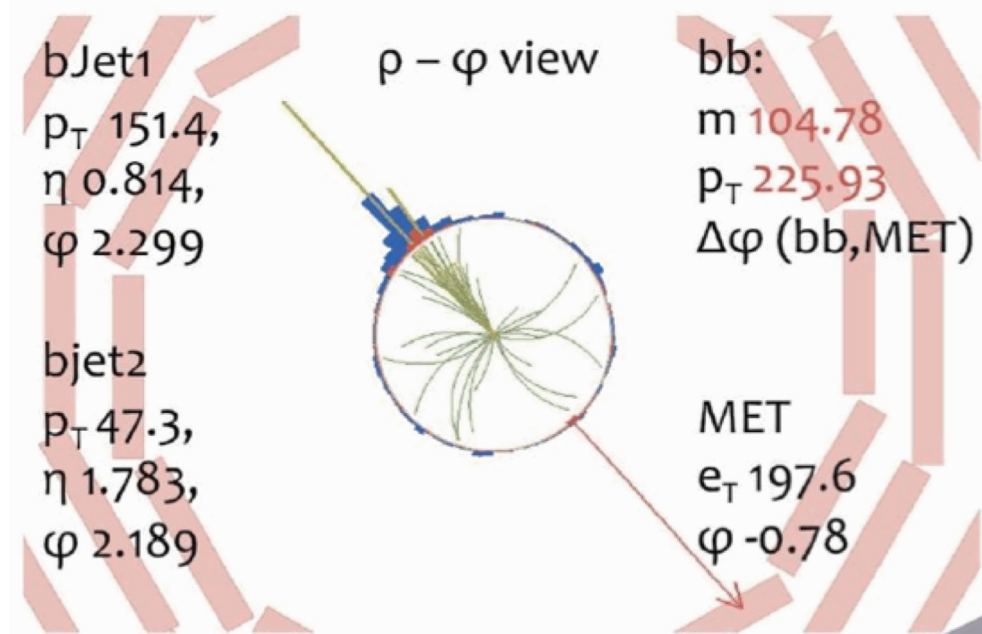 bJet1
pT 151.4,
η 0.814,
φ 2.299
bjet2
pT 47.3,
η 1.783,
φ 2.189
ρ – φ view
bb:
m 104.78
pT 225.93
Δφ (bb,MET)
MET
eT 197.6
φ -0.78